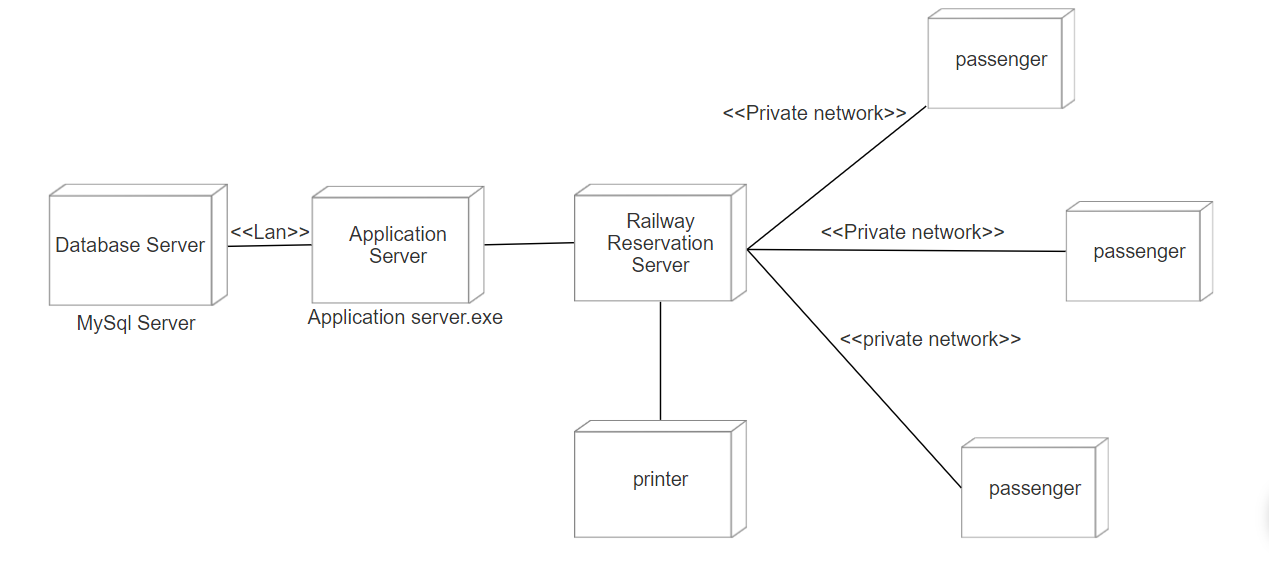 passenger
<<Private network>>
Database Server
<<Lan>>
Application
Server
Railway
Reservation
Server
<<Private network>>
passenger
MySql Server
Application server.exe
<<private network>>
printer
passenger